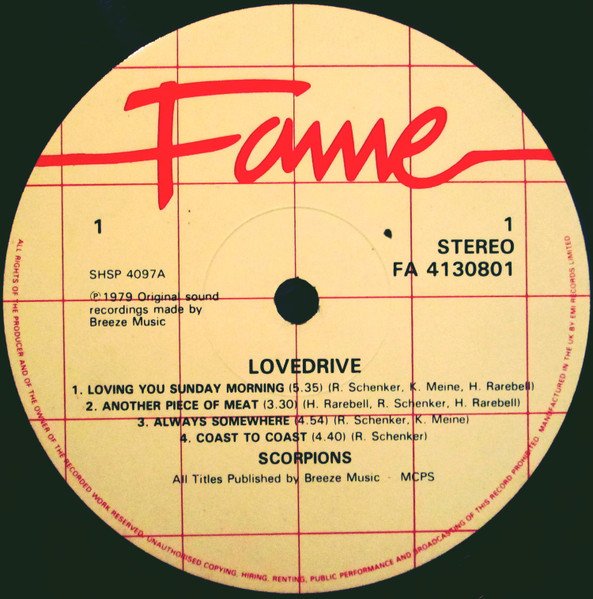 Fame
1
1
STEREO
SHSP 4097A
FA 4130801
Ⓟ 1979 Original sound
recordings made by
Breeze Music
LOVEDRIVE
1. LOVING YOU SUNDAY MORNING (5.35) (R. Schenker, K. Meine, H. Rarebell)
2. ANOTHER PIECE OF MEAT (3.30) (H. Rarebell, R. Schenker, H. Rarebell)
3. ALWAYS SOMEWHERE (4.54) (R. Schenker, K. Meine)
4. COAST TO COAST (4.40) (R. Schenker)
SCORPIONS
All Titles Published by Breeze Music - MCPS
ALL RIGHTS OF THE PRODUCER AND OF THE OWNER OF THE RECORDED WORK RESERVED. UNAUTHORISED COPYING, HIRING, RENTING, PUBLIC PERFORMANCE AND BROADCASTING OF THIS RECORD PROHIBITED. MANUFACTURED IN THE UK BY EMI RECORDS LIMITED